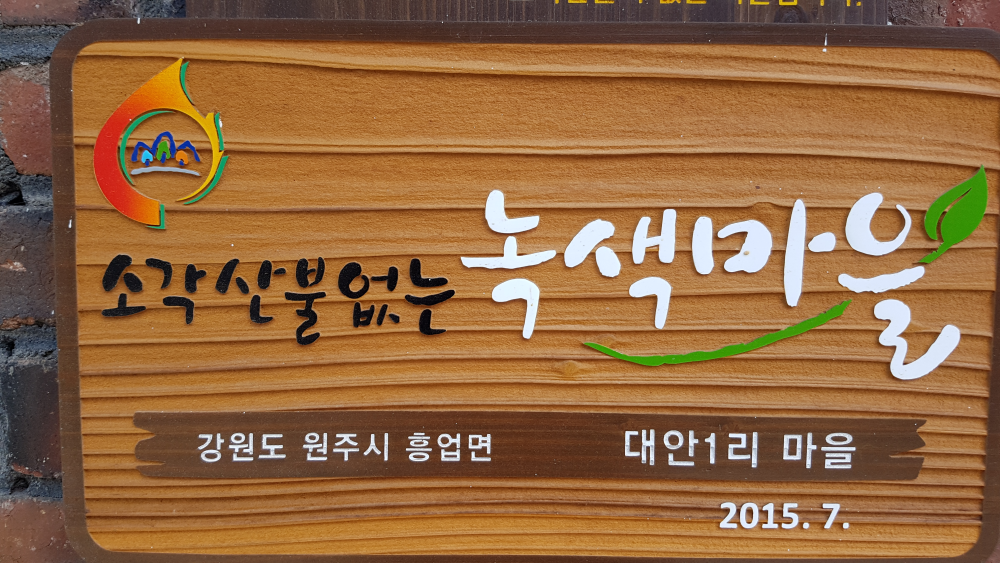 소각산불없는 녹색마을
강원도 원주시 흥업면 대안1리 마을
2015. 7.